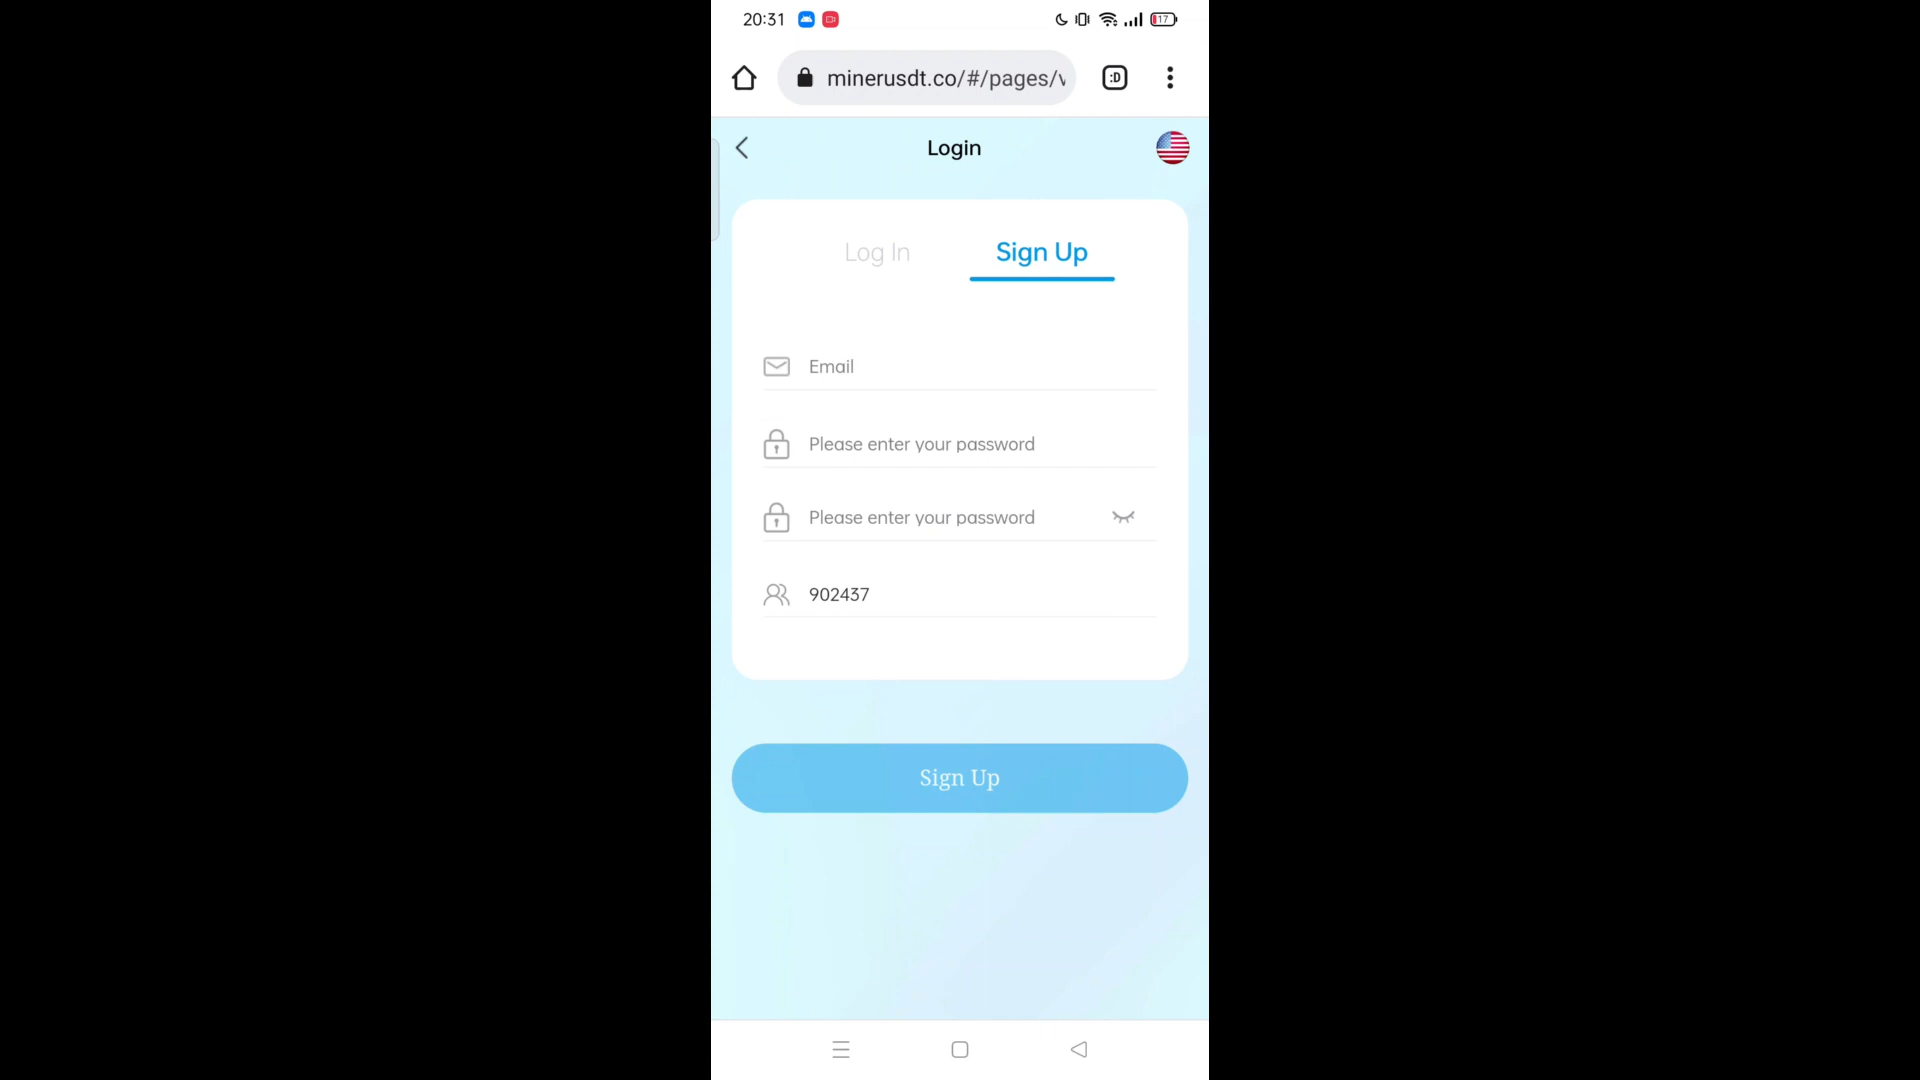 20:31
17
minerusdt.co/#/pages/
:D
Login
Log In
Sign Up
Email
Please enter your password
Please enter your password
902437
Sign Up